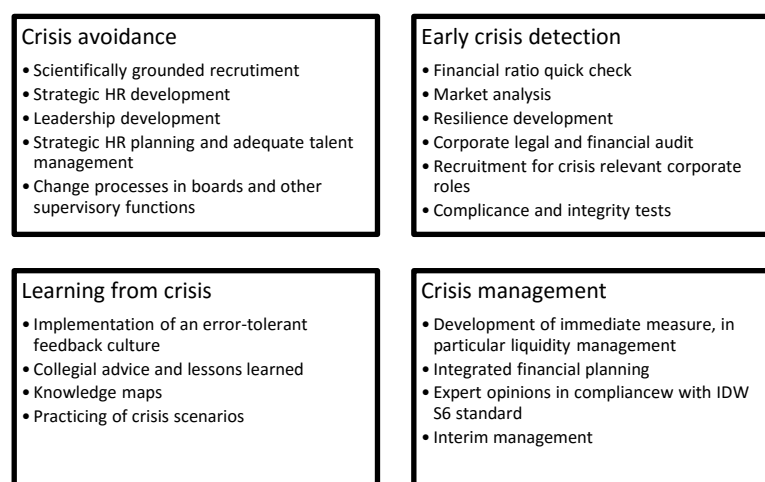 Crisis avoidance
• Scientifically grounded recrutiment
• Strategic HR development
• Leadership development
• Strategic HR planning and adequate talent
management
• Change processes in boards and other
supervisory functions
Early crisis detection
• Financial ratio quick check
• Market analysis
• Resilience development
• Corporate legal and financial audit
• Recruitment for crisis relevant corporate
roles
• Complicance and integrity tests
Learning from crisis
• Implementation of an error-tolerant
feedback culture
• Collegial advice and lessons learned
• Knowledge maps
• Practicing of crisis scenarios
Crisis management
• Development of immediate measure, in
particular liquidity management
• Integrated financial planning
• Expert opinions in compliancew with IDW
S6 standard
• Interim management